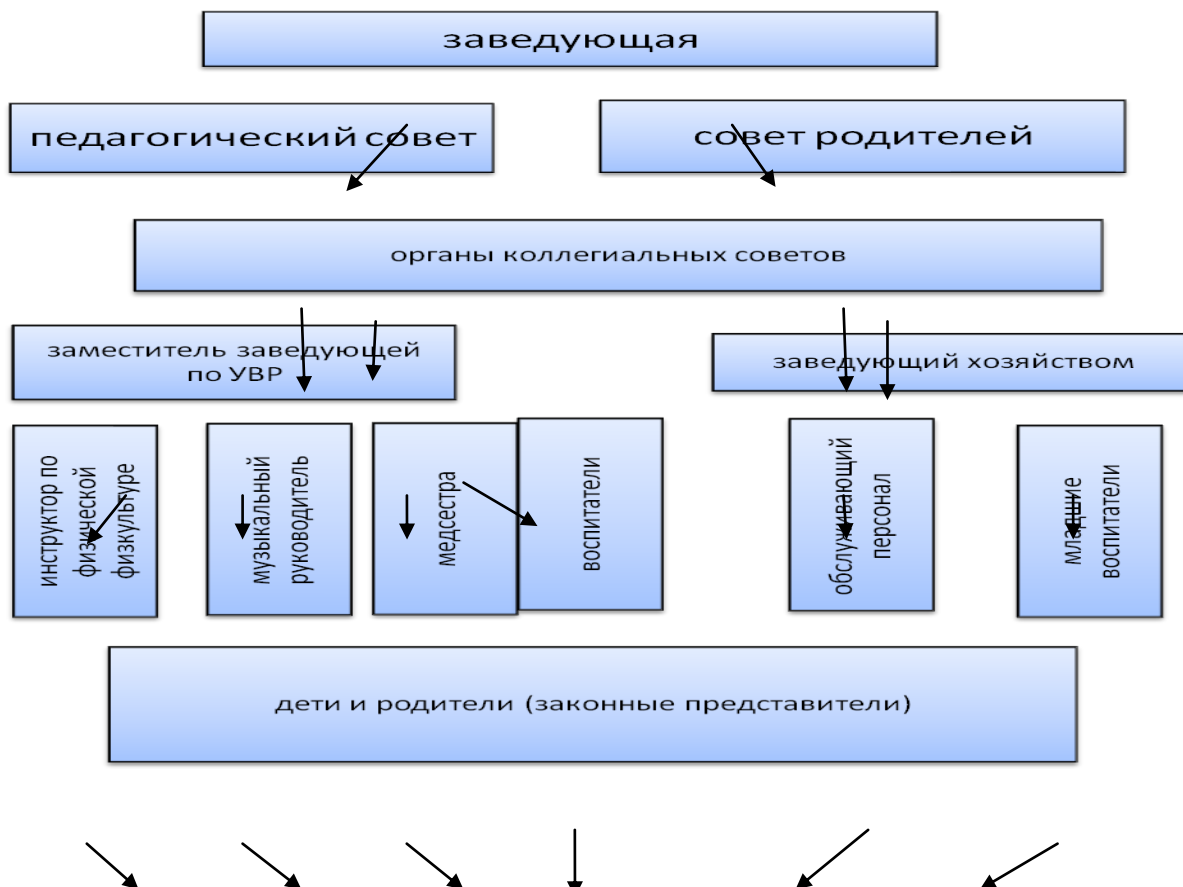 заведующая
педагогический совет
совет родителей
органы коллегиальных советов
заместитель заведующей
по УВР
заведующий хозяйством
инструктор по
физической
физкультуре
музыкальный
руководитель
медсестра
воспитатели
обслуживающий
персонал
младшие
воспитатели
дети и родители (законные представители)